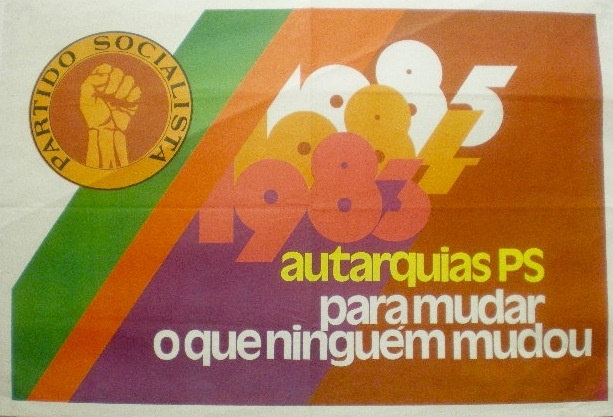 PARTIDO SOCIALISTA
1985
1984
1983
autarquias PS
para mudar
o que ninguém mudou